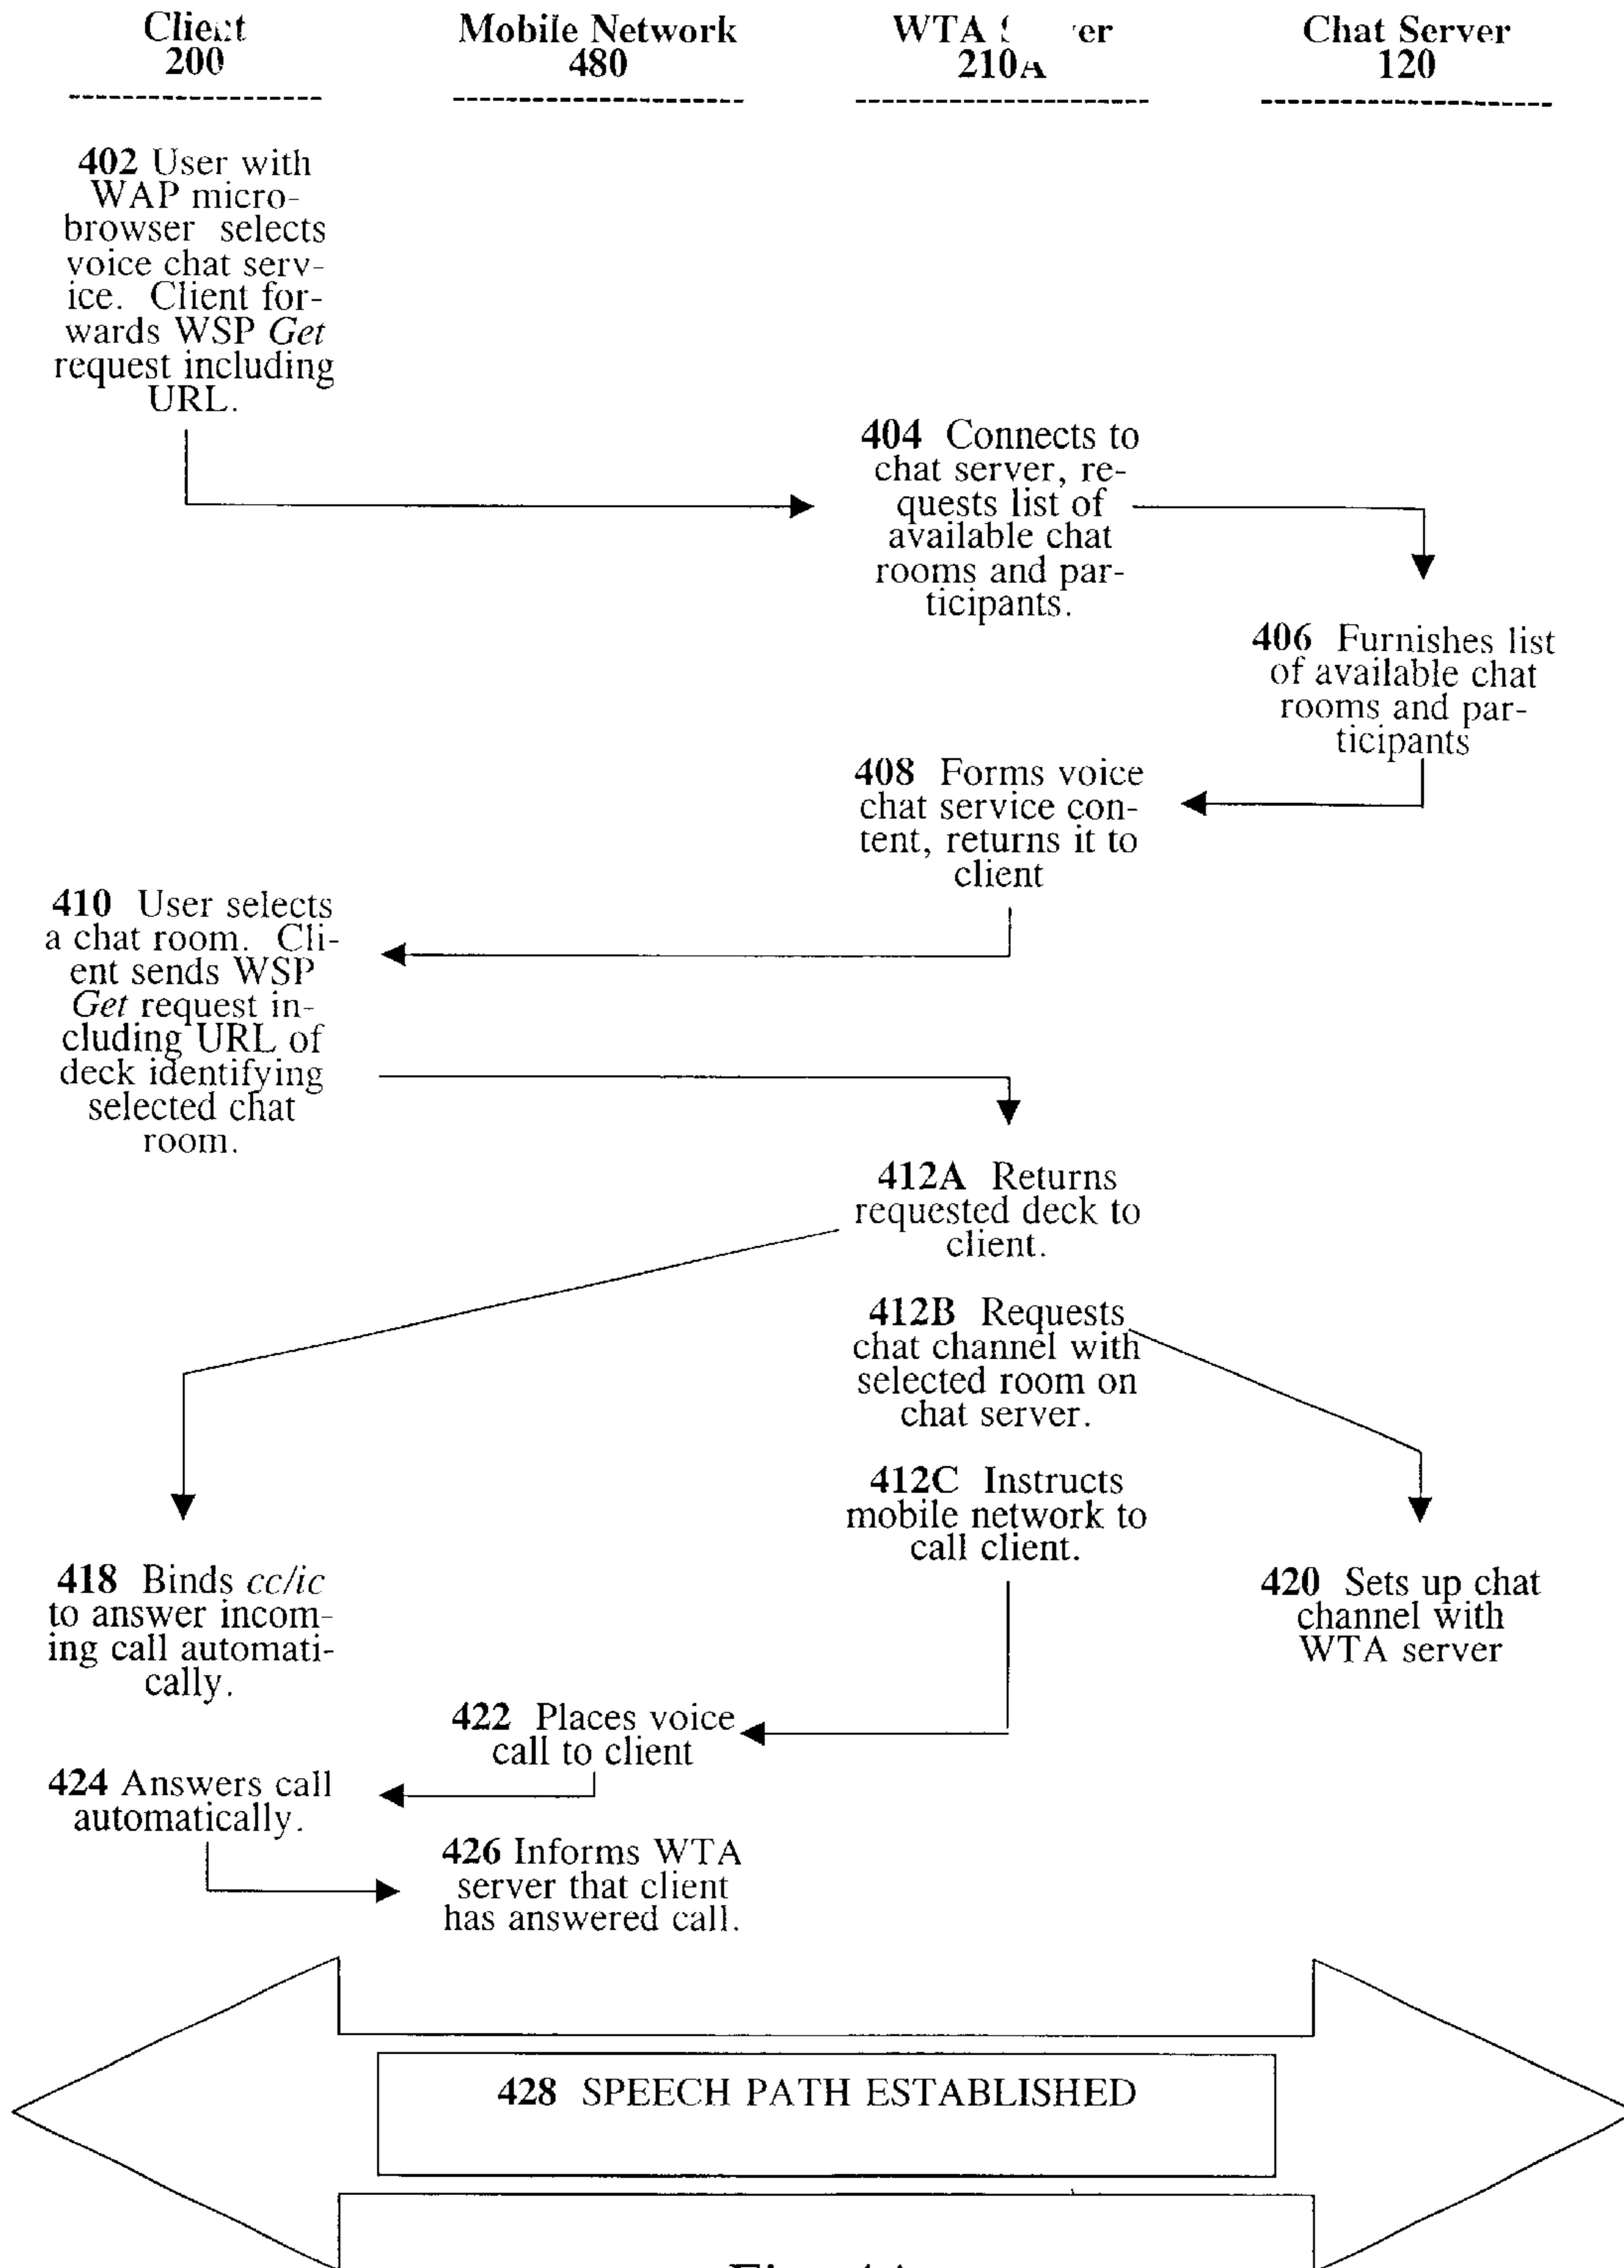 Client
200
Mobile Network
480
WTA
210A
Chat Server
120
402 User with
WAP micro-
browser selects
voice chat serv-
ice. Client for-
wards WSP Get
request including
URL.
404 Connects to
chat server, re-
quests list of
available chat
rooms and par-
ticipants.
406 Furnishes list
of available chat
rooms and par-
ticipants
408 Forms voice
chat service con-
tent, returns it to
client
410 User selects
a chat room. Cli-
ent sends WSP
Get request in-
cluding URL of
deck identifying
selected chat
room.
412A Returns
requested deck to
client.
412B Requests
chat channel with
selected room on
chat server.
412C Instructs
mobile network to
call client.
418 Binds cc/ic
to answer incom-
ing call automati-
cally.
420 Sets up chat
channel with
WTA server
422 Places voice
call to client
424 Answers call
automatically.
426 Informs WTA
server that client
has answered call.
428 SPEECH PATH ESTABLISHED